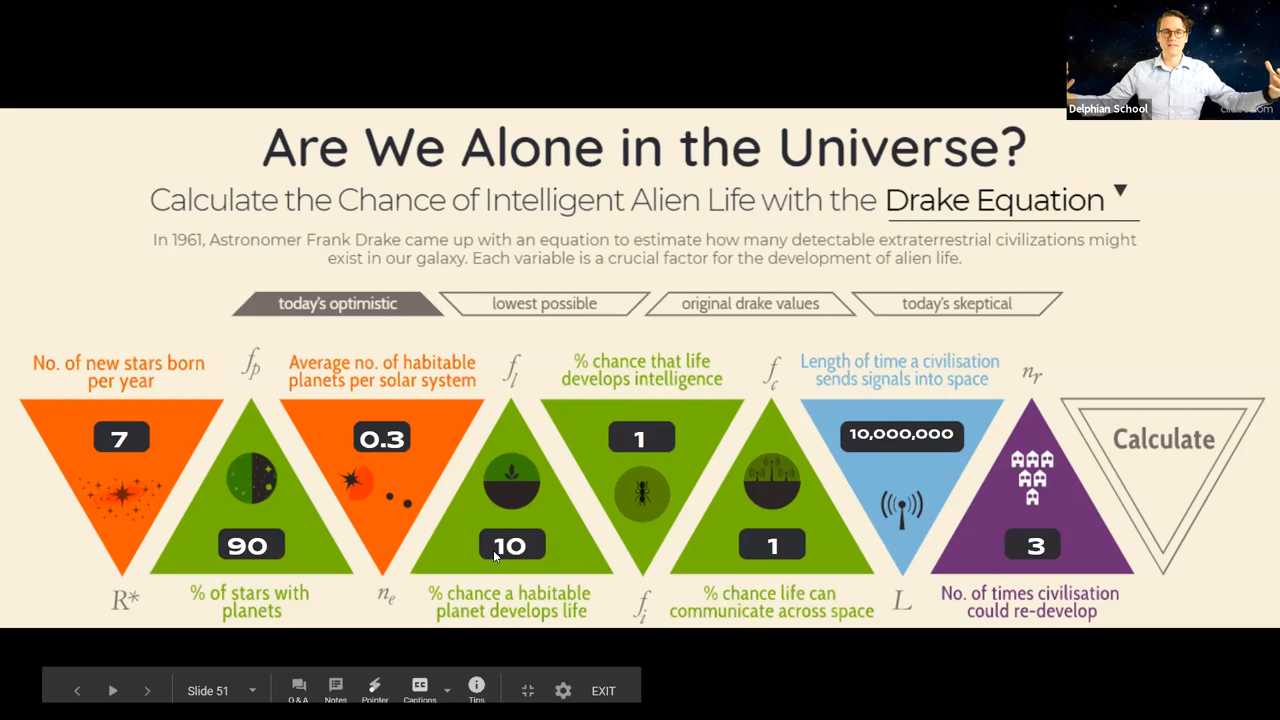 Delphian School
Are We Alone in the Universe?
Calculate the Chance of Intelligent Alien Life with the Drake Equation
In 1961, Astronomer Frank Drake came up with an equation to estimate how many detectable extraterrestrial civilizations might
exist in our galaxy. Each variable is a crucial factor for the development of alien life.
today's optimistic
lowest possible
original drake values
today's skeptical
No. of new stars born
per year
7
R*
fp
90
% of stars with
planets
Average no. of habitable
planets per solar system
0.3
ne
fl
10
% chance a habitable
planet develops life
% chance that life
develops intelligence
1
fi
fc
1
% chance life can
communicate across space
Length of time a civilisation
sends signals into space
10,000,000
L
nr
3
No. of times civilisation
could re-develop
Calculate
Slide 51
Q&A
Notes
Pointer
Captions
Tips
EXIT